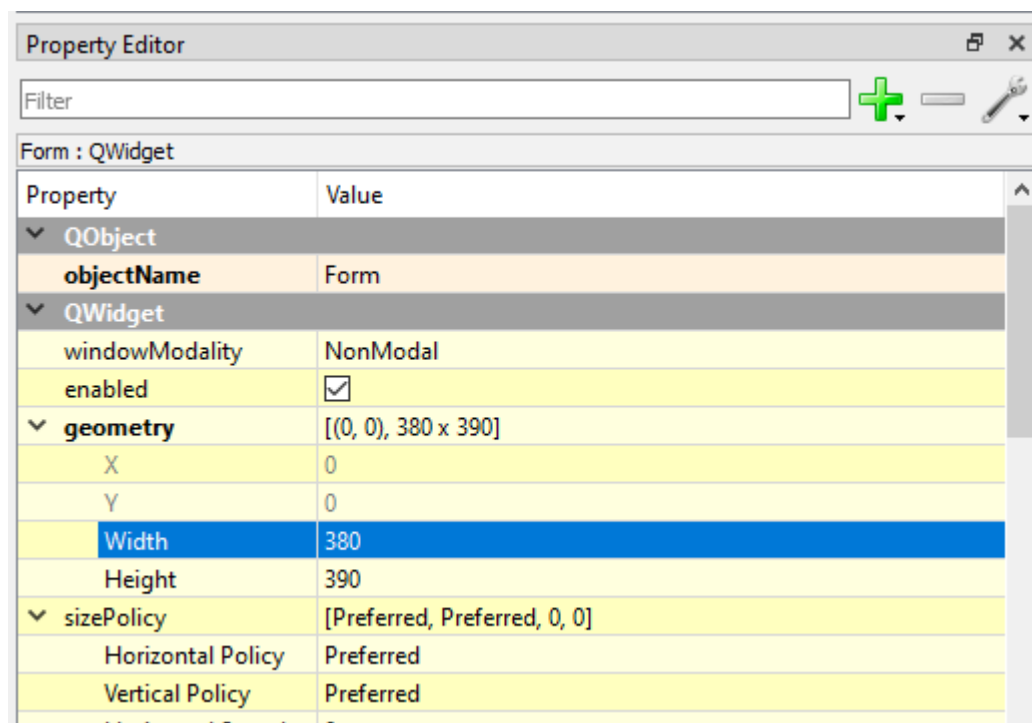 Property Editor
Filter
Form : QWidget
Property Value
QObject
objectName Form
QWidget
windowModality NonModal
enabled
geometry [(0, 0), 380 x 390]
X 0
Y 0
Width 380
Height 390
sizePolicy [Preferred, Preferred, 0, 0]
Horizontal Policy Preferred
Vertical Policy Preferred